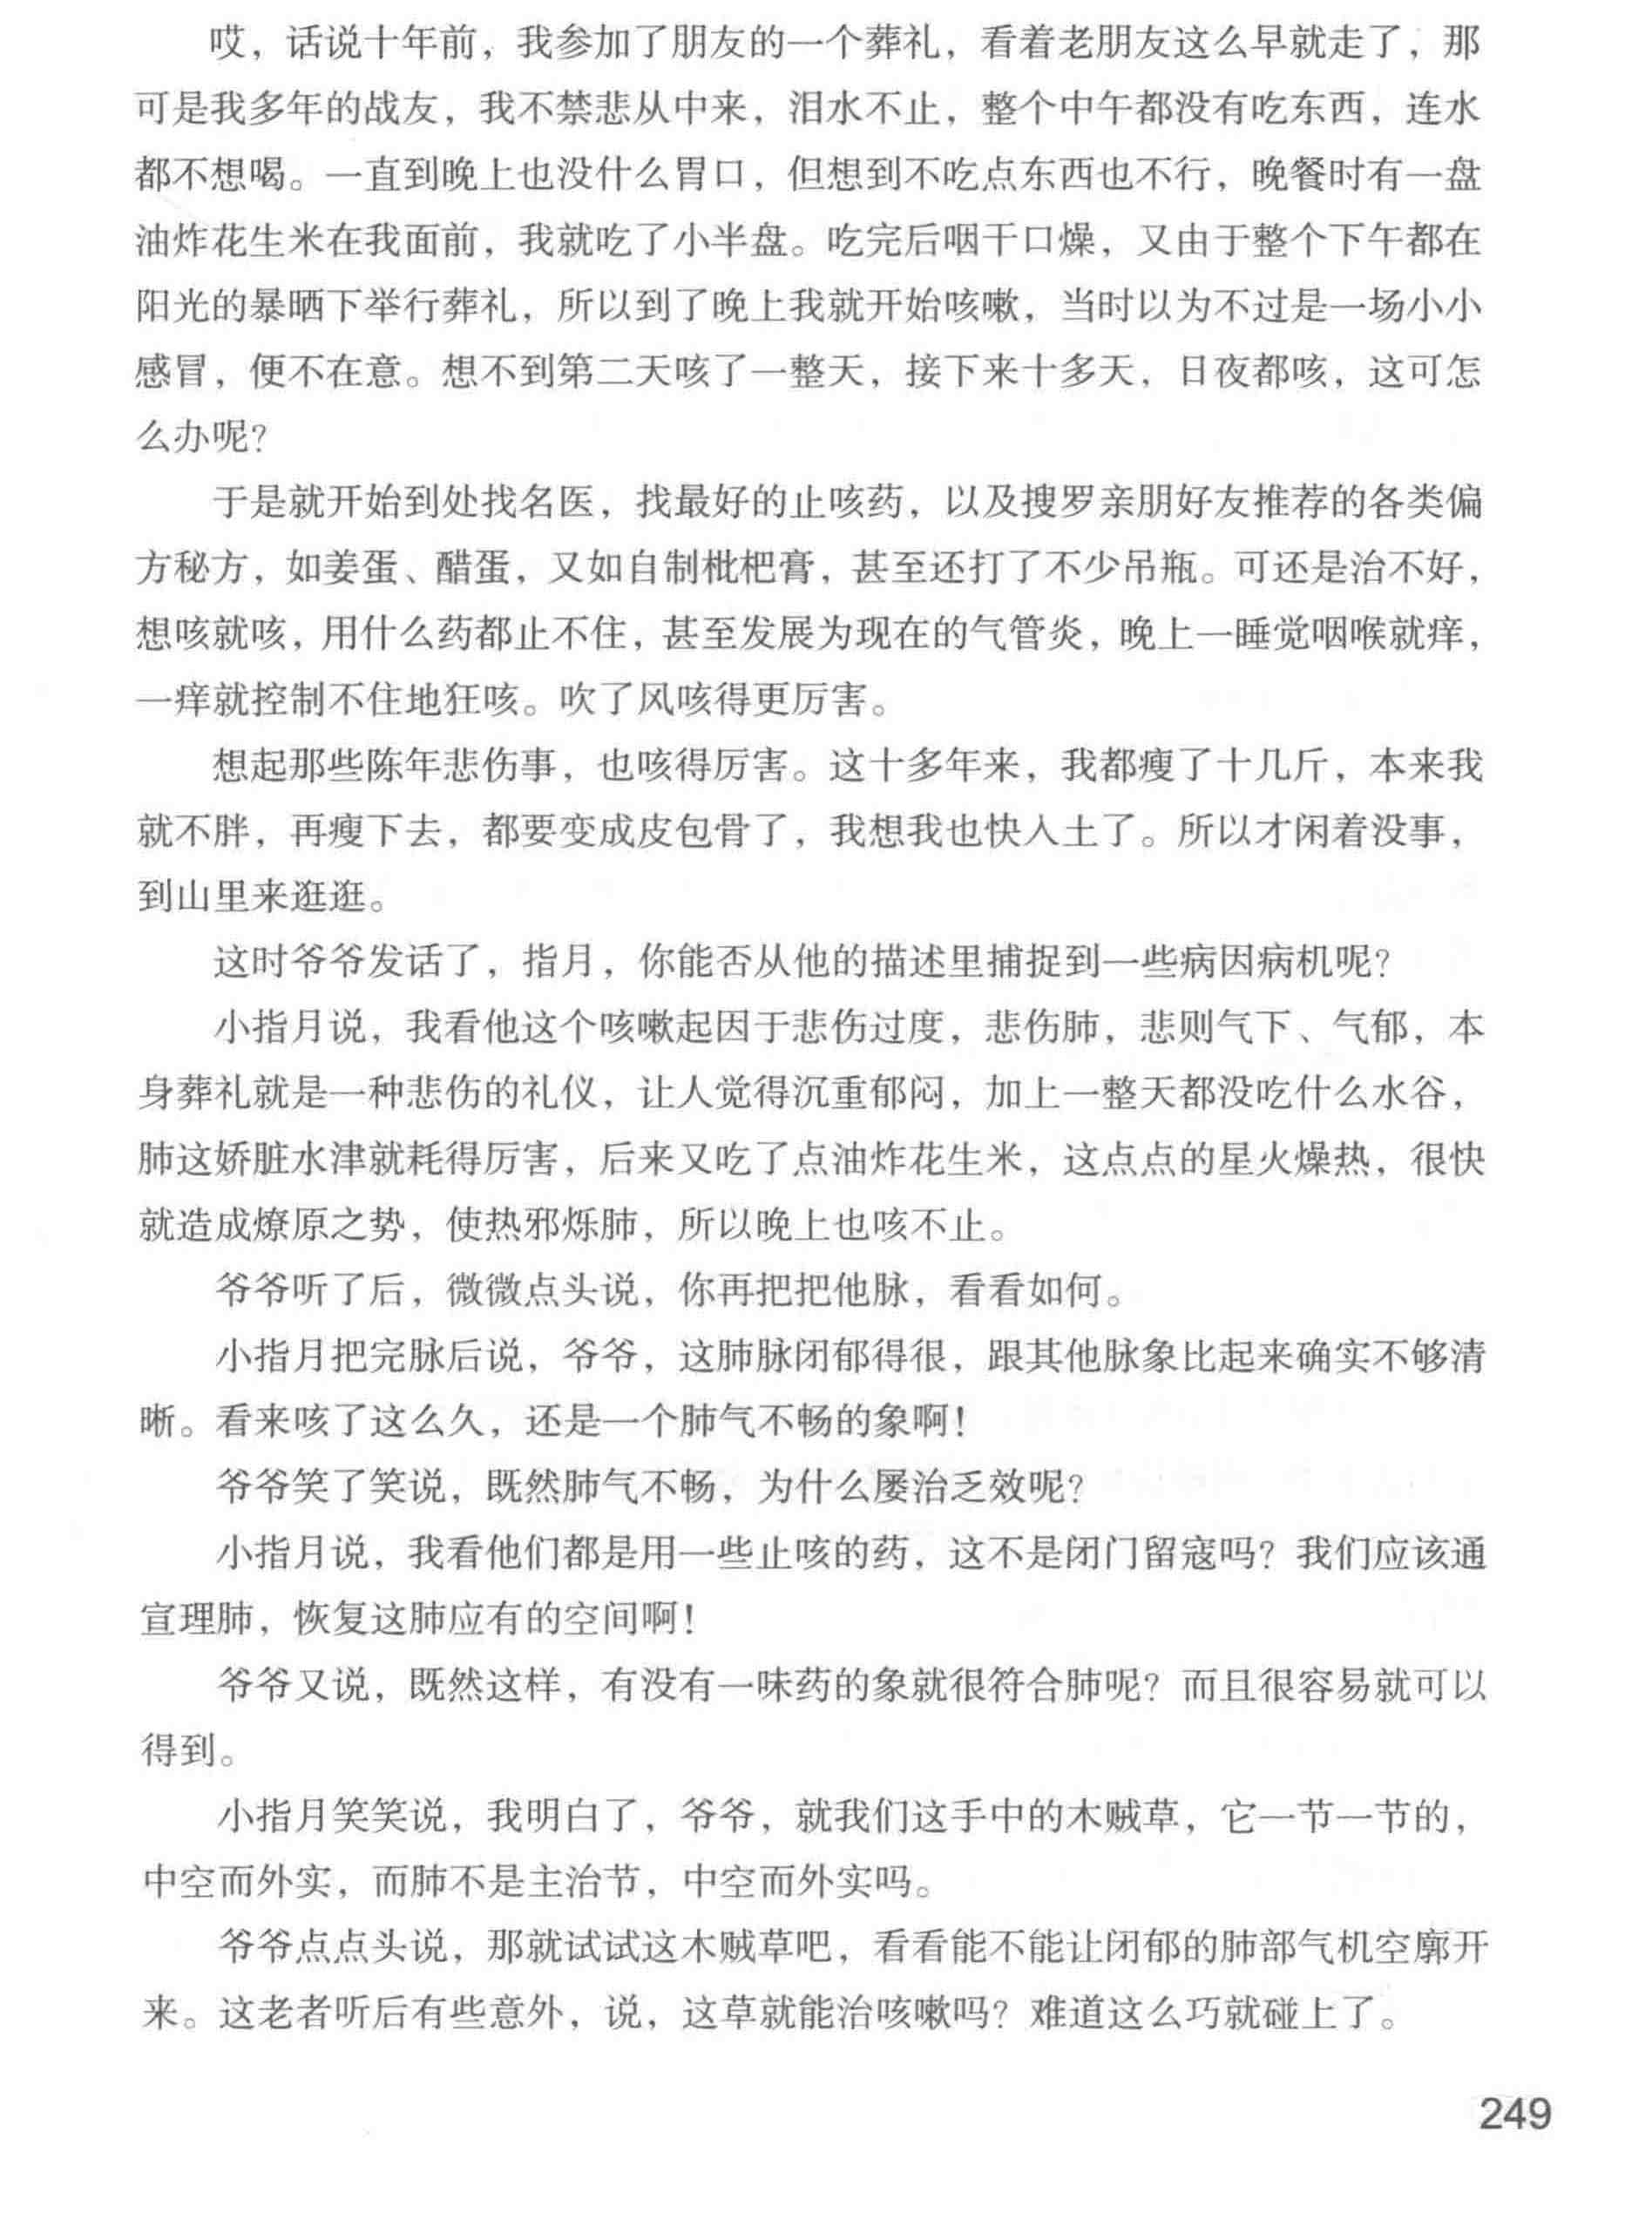 哎，话说十年前，我参加了朋友的一个葬礼，看着老朋友这么早就走了，那
可是我多年的战友，我不禁悲从中来，泪水不止，整个中午都没有吃东西，连水
都不想喝。一直到晚上也没什么胃口，但想到不吃点东西也不行，晚餐时有一盘
油炸花生米在我面前，我就吃了小半盘。吃完后咽干口燥，又由于整个下午都在
阳光的暴晒下举行葬礼，所以到了晚上我就开始咳嗽，当时以为不过是一场小小
感冒，便不在意。想不到第二天咳了一整天，接下来十多天，日夜都咳，这可怎
么办呢？
于是就开始到处找名医，找最好的止咳药，以及搜罗亲朋好友推荐的各类偏
方秘方，如姜蛋、醋蛋，又如自制枇杷膏，甚至还打了不少吊瓶。可还是治不好，
想咳就咳，用什么药都止不住，甚至发展为现在的气管炎，晚上一睡觉咽喉就痒，
一痒就控制不住地狂咳。吹了风咳得更厉害。
想起那些陈年悲伤事，也咳得厉害。这十多年来，我都瘦了十几斤，本来我
就不胖，再瘦下去，都要变成皮包骨了，我想我也快入土了。所以才闲着没事，
到山里来逛逛。
这时爷爷发话了，指月，你能否从他的描述里捕捉到一些病因病机呢？
小指月说，我看他这个咳嗽起因于悲伤过度，悲伤肺，悲则气下、气郁，本
身葬礼就是一种悲伤的礼仪，让人觉得沉重郁闷，加上一整天都没吃什么水谷，
肺这娇脏水津就耗得厉害，后来又吃了点油炸花生米，这点点的星火燥热，很快
就造成燎原之势，使热邪烁肺，所以晚上也咳不止。
爷爷听了后，微微点头说，你再把把他脉，看看如何。
小指月把完脉后说，爷爷，这肺脉闭郁得很，跟其他脉象比起来确实不够清
晰。看来咳了这么久，还是一个肺气不畅的象啊！
爷爷笑了笑说，既然肺气不畅，为什么屡治乏效呢？
小指月说，我看他们都是用一些止咳的药，这不是闭门留寇吗？我们应该通
宣理肺，恢复这肺应有的空间啊！
爷爷又说，既然这样，有没有一味药的象就很符合肺呢？而且很容易就可以
得到。
小指月笑笑说，我明白了，爷爷，就我们这手中的木贼草，它一节一节的，
中空而外实，而肺不是主治节，中空而外实吗。
爷爷点点头说，那就试试这木贼草吧，看看能不能让闭郁的肺部气机空廓开
来。这老者听后有些意外，说，这草就能治咳嗽吗？难道这么巧就碰上了。
249